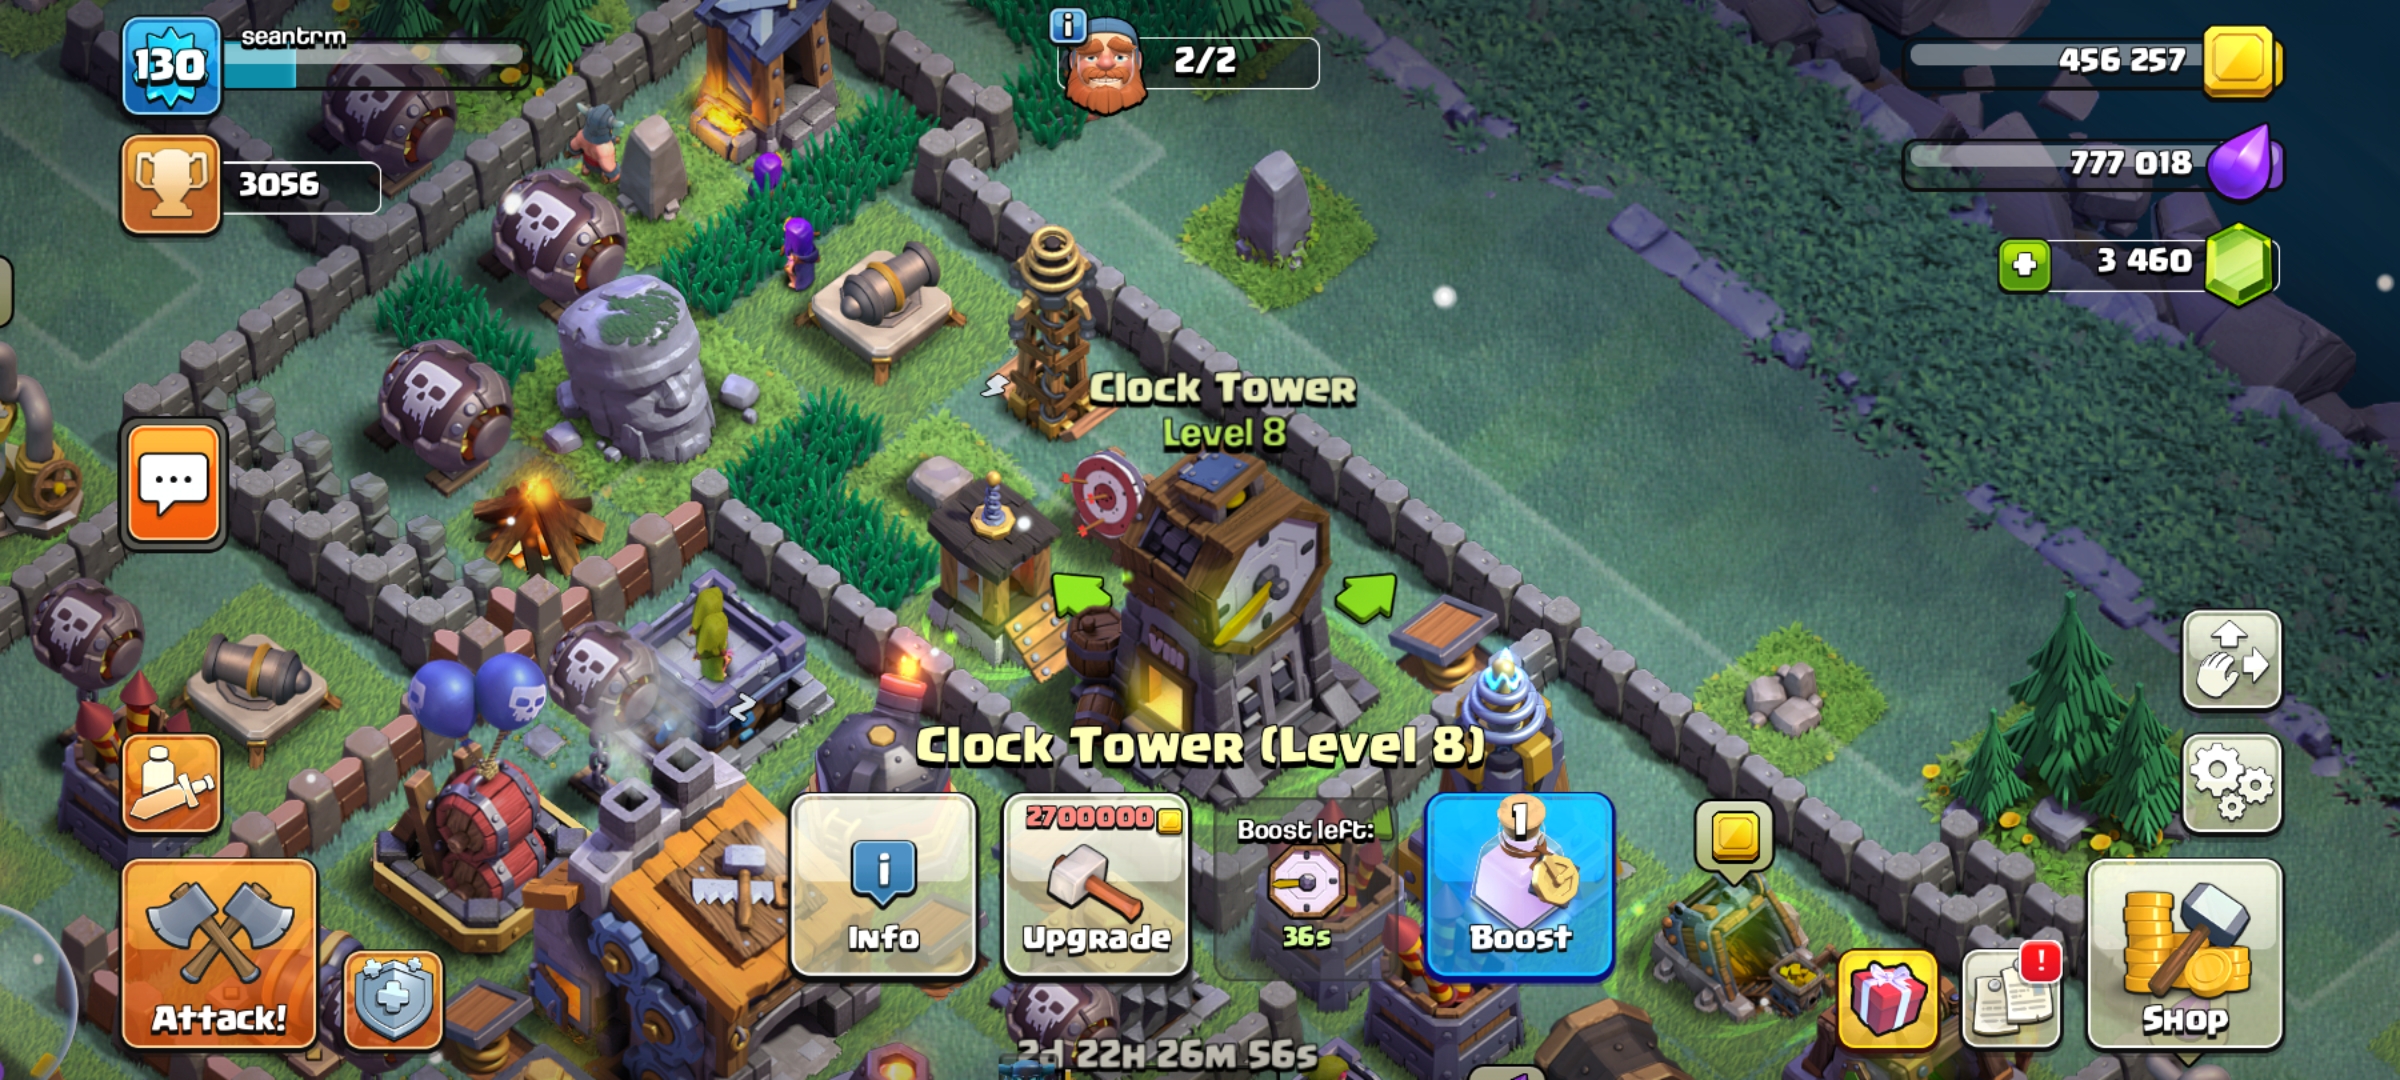 130
seantrm
2/2
456 257
3056
777 018
3 460
Clock Tower
Level 8
VIII
Z
Clock Tower (Level 8)
1
2700000
Boost left:
36s
Info
Upgrade
Boost
!
Attack!
Shop
2d 22H 26M 56s